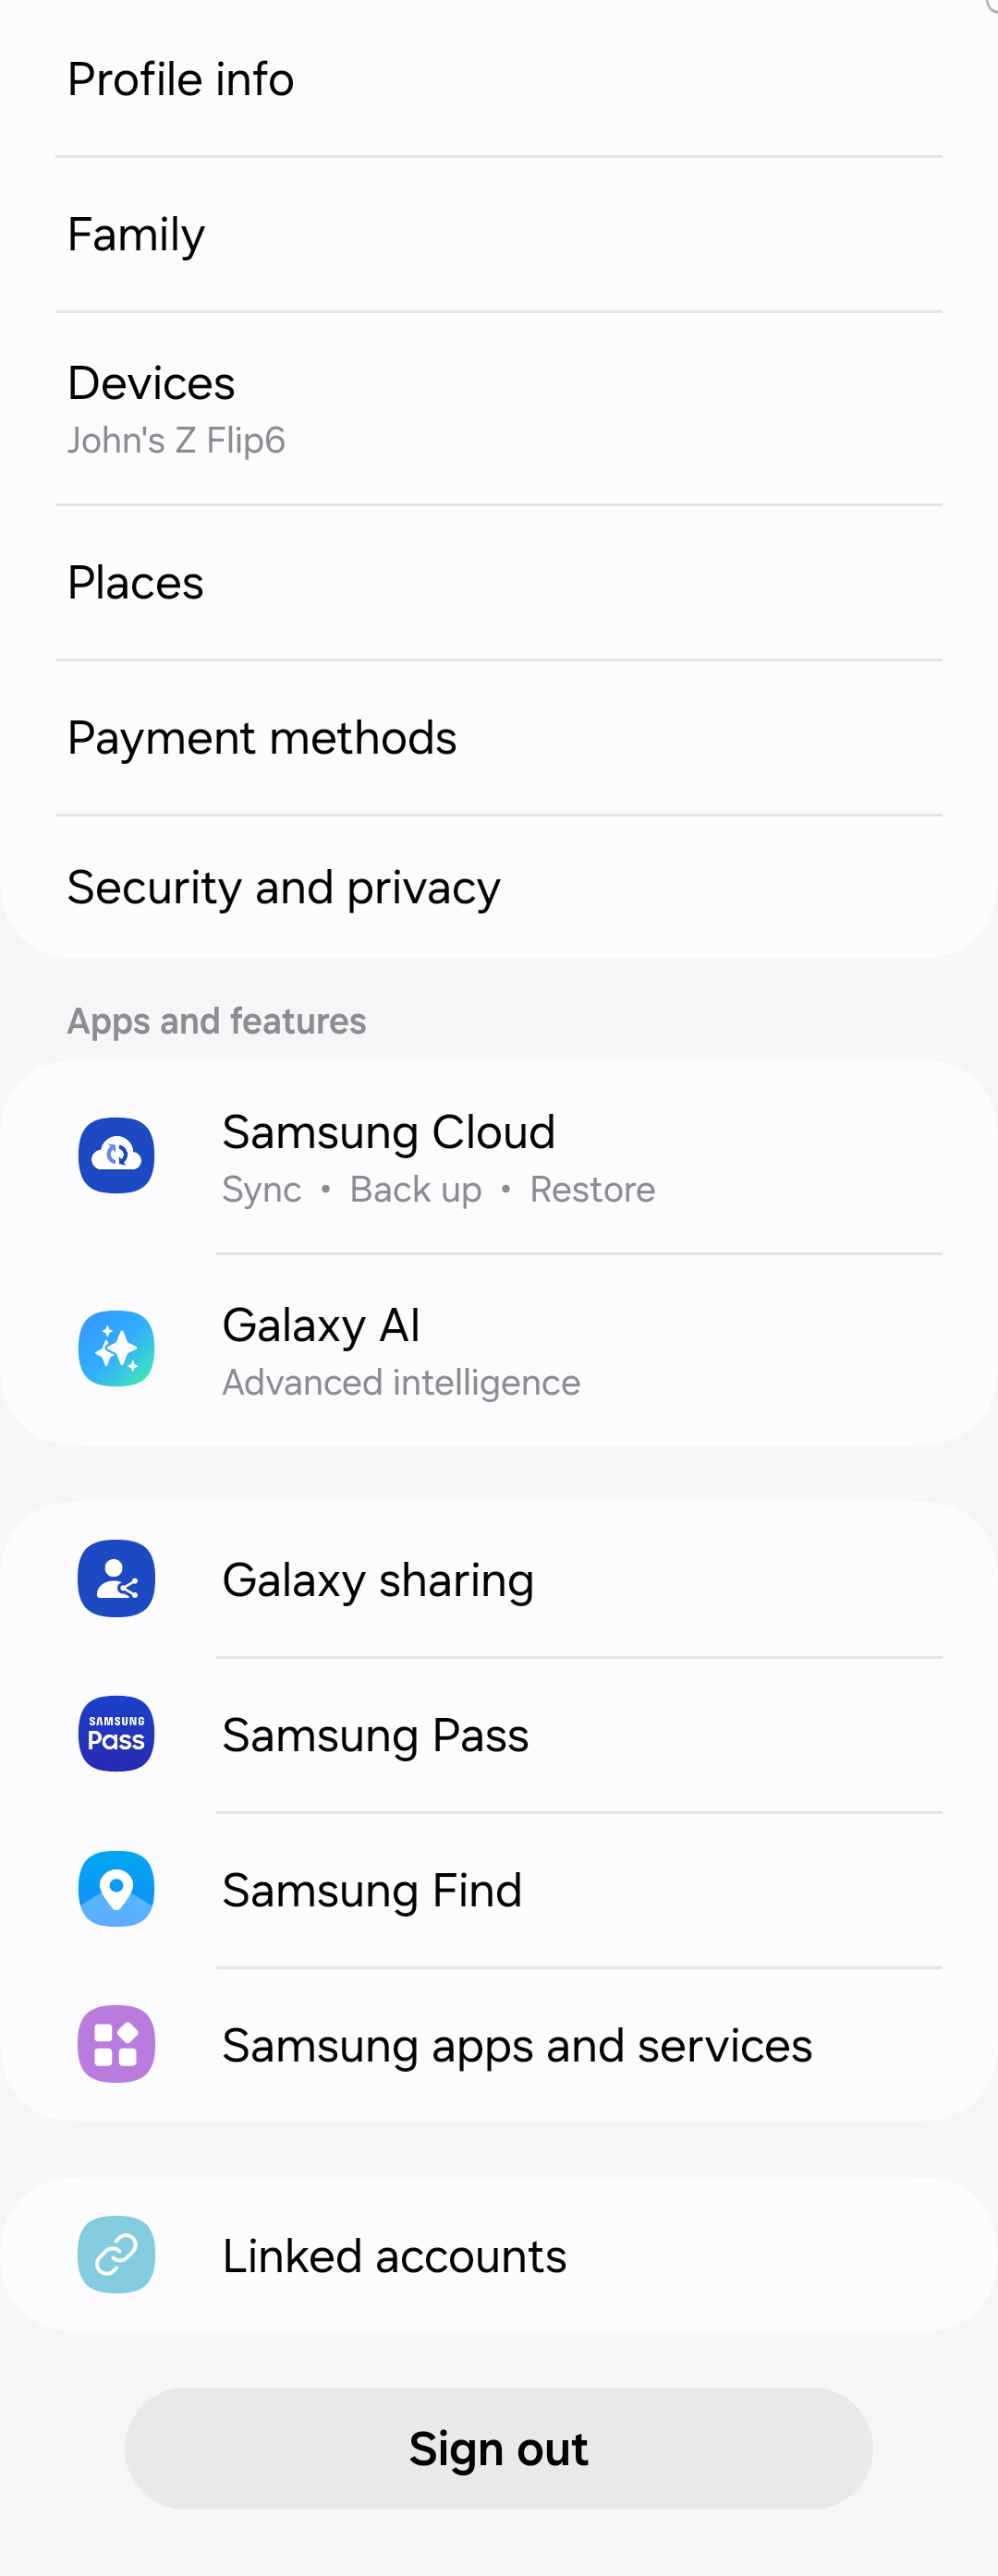 Profile info
Family
Devices
John's Z Flip6
Places
Payment methods
Security and privacy
Apps and features
Samsung Cloud
Sync • Back up • Restore
Galaxy AI
Advanced intelligence
Galaxy sharing
SAMSUNG
Pass
Samsung Pass
Samsung Find
Samsung apps and services
Linked accounts
Sign out